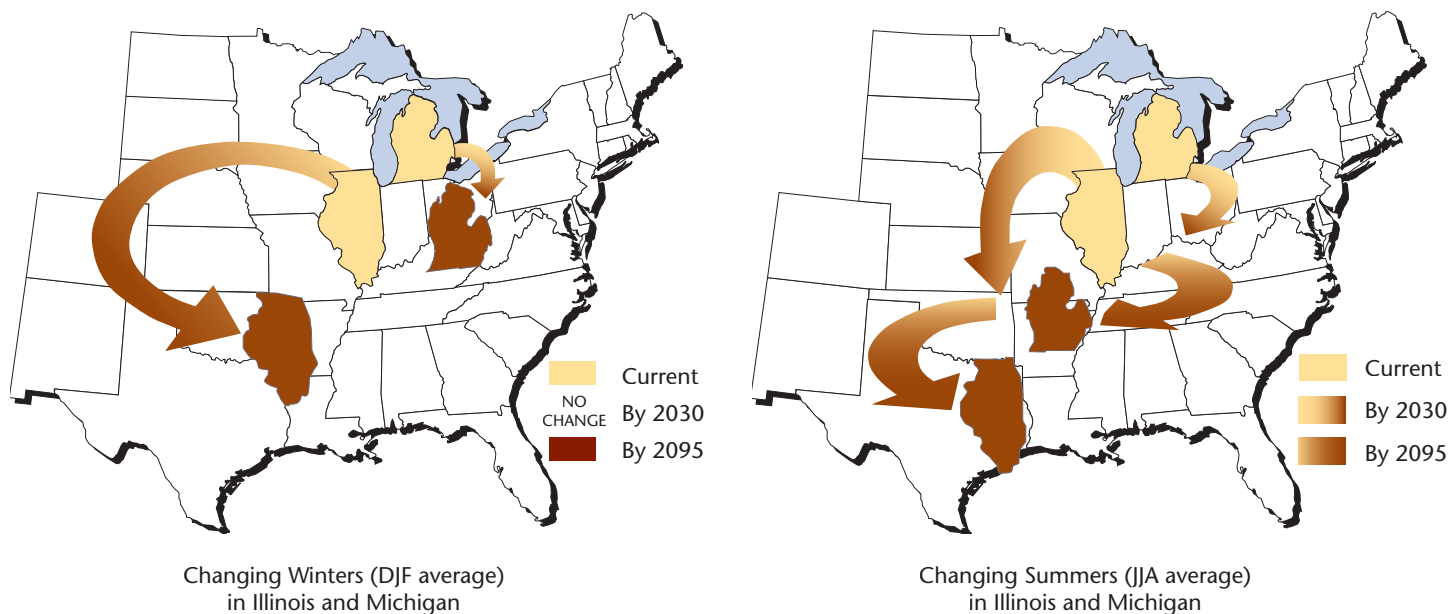 Current
NO
CHANGE
By 2030
By 2095
Changing Winters (DJF average)
in Illinois and Michigan
Current
By 2030
By 2095
Changing Summers (JJA average)
in Illinois and Michigan